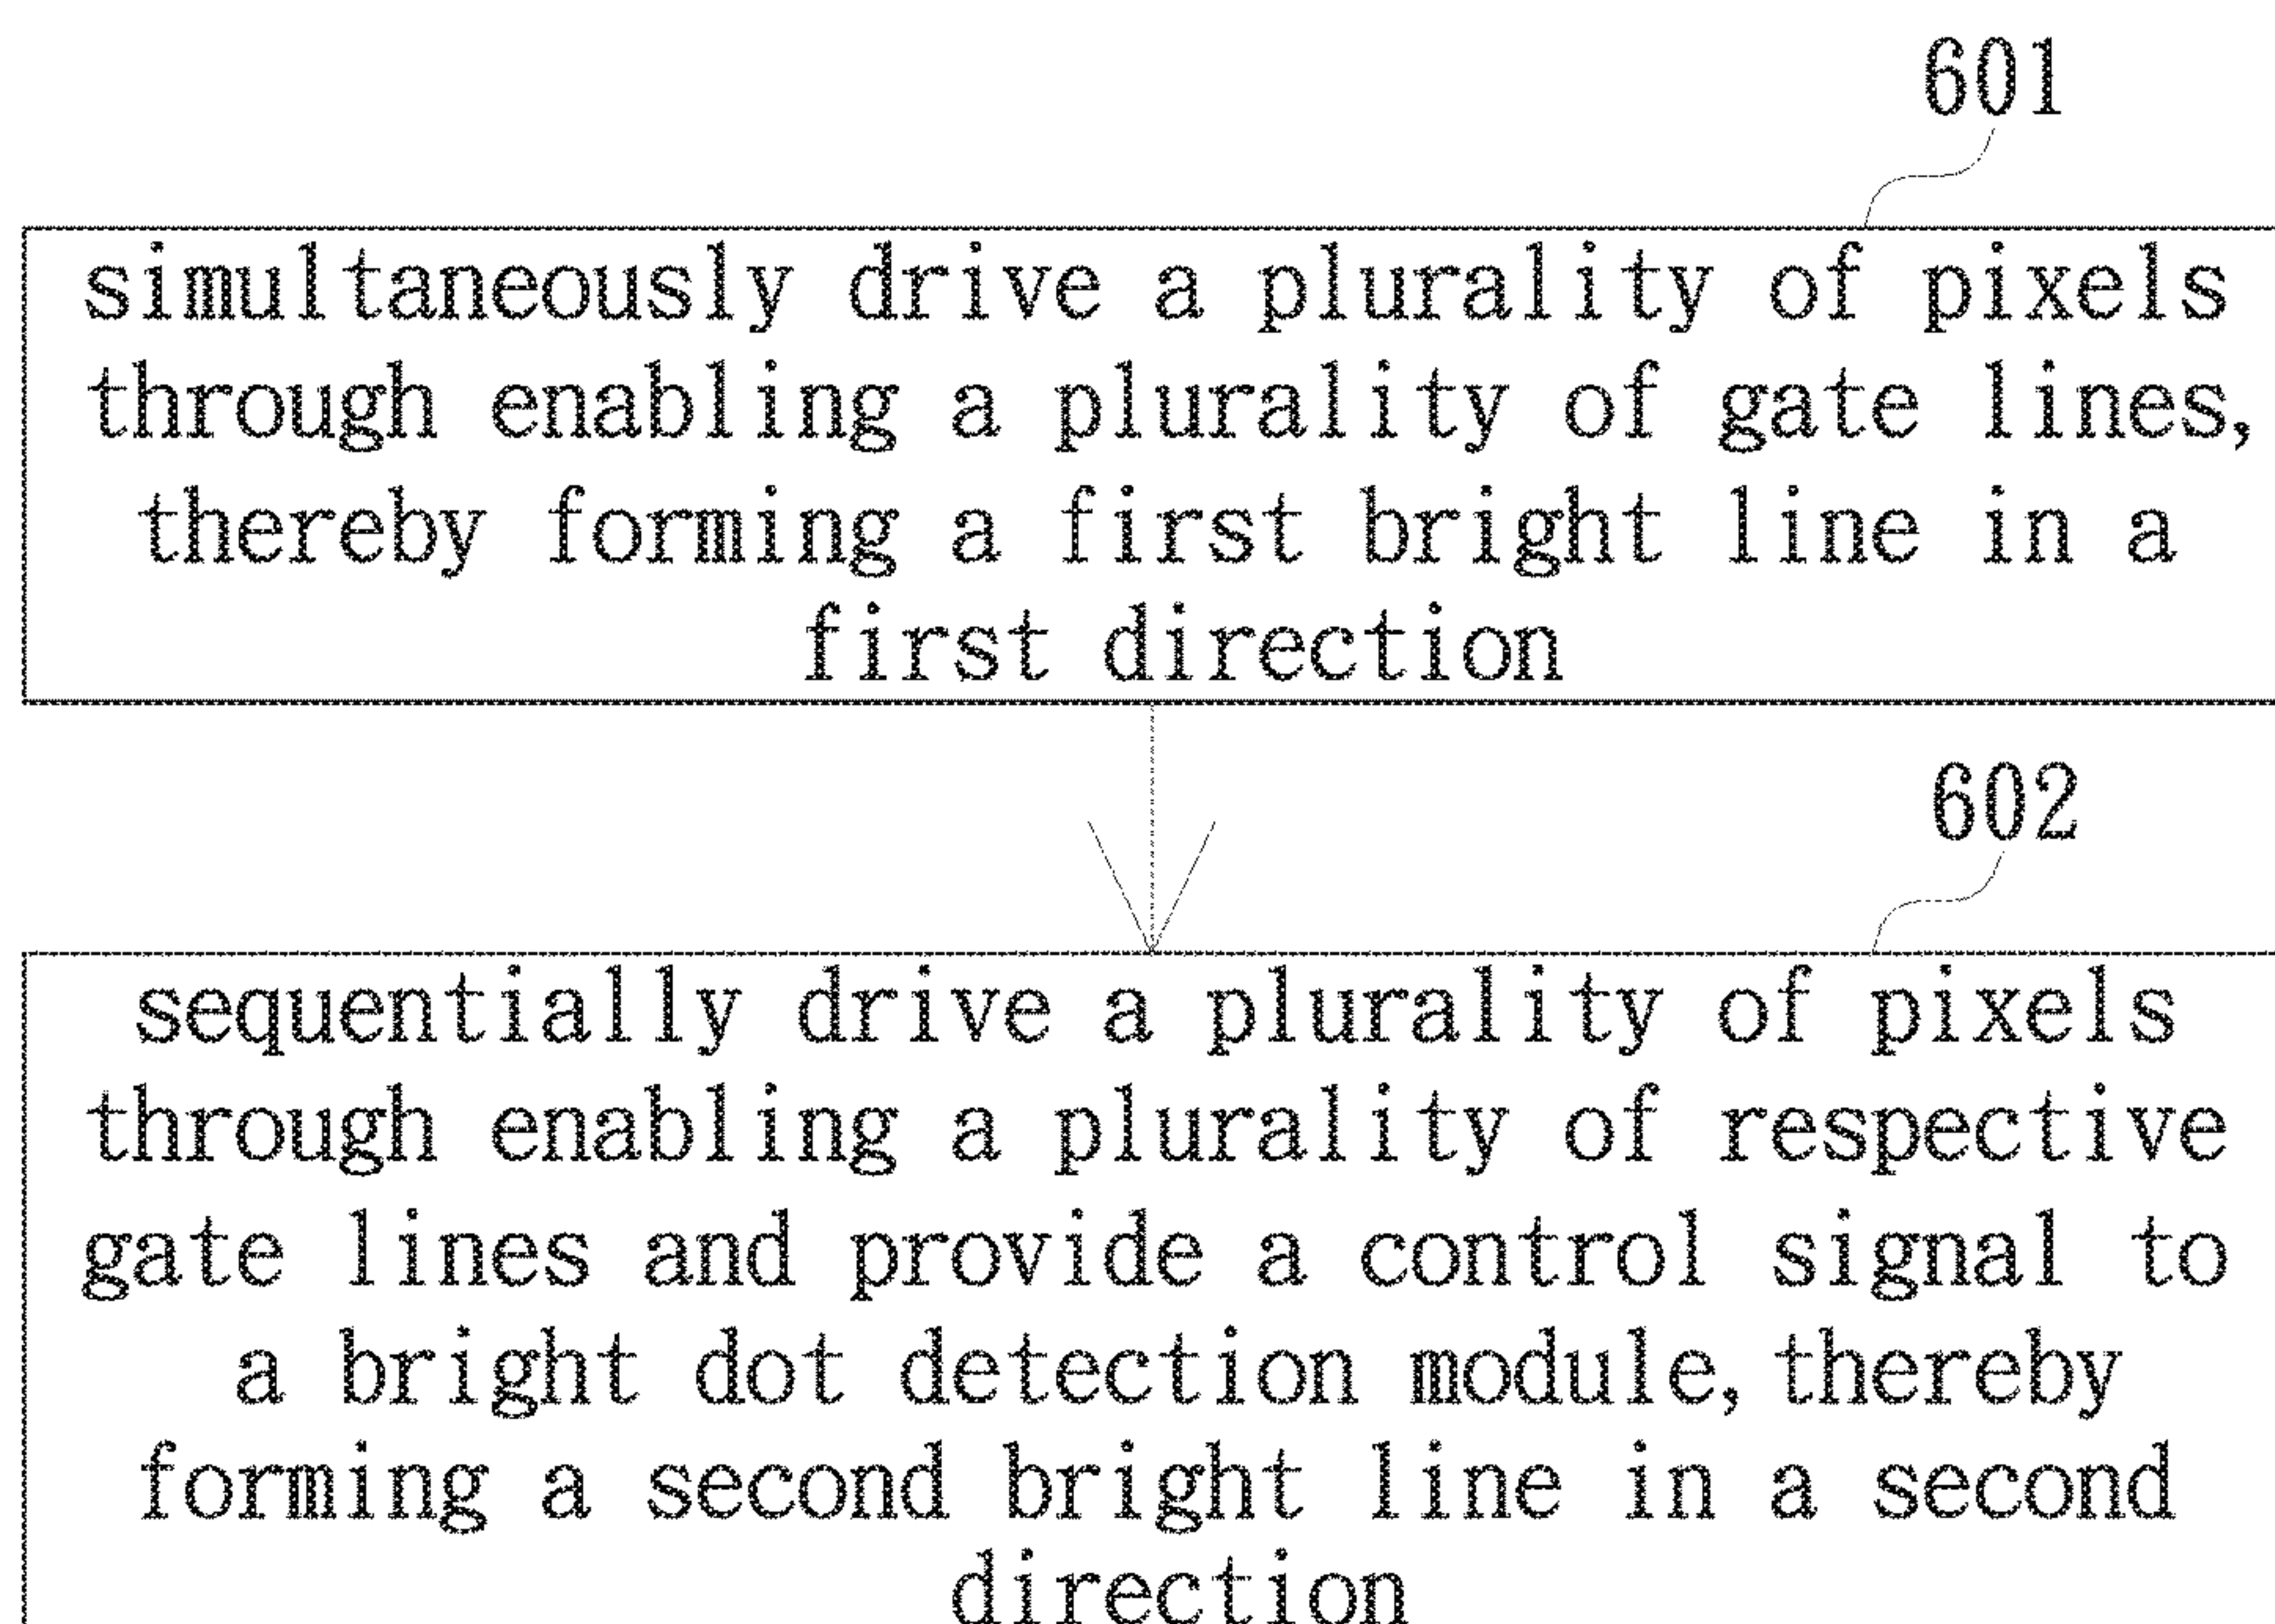 601
simultaneously drive a plurality of pixels
through enabling a plurality of gate lines,
thereby forming a first bright line in a
first direction
602
sequentially drive a plurality of pixels
through enabling a plurality of respective
gate lines and provide a control signal to
a bright dot detection module, thereby
forming a second bright line in a second
direction